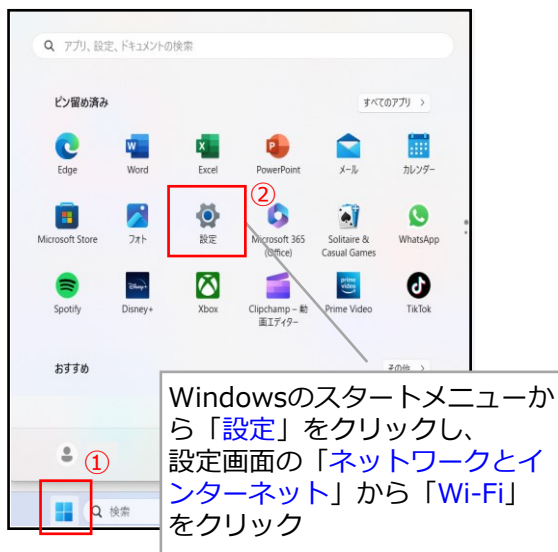 アプリ、設定、ドキュメントの検索
ピン留め済み
すべてのアプリ >
Edge
Word
Excel
PowerPoint
メール
カレンダー
②
Microsoft Store
フォト
設定
Microsoft 365
(Office)
Solitaire &
Casual Games
WhatsApp
Spotify
Disney+
Xbox
Clipchamp – 動
画エディター
Prime Video
TikTok
おすすめ
その他 >
Windowsのスタートメニューか
ら「設定」をクリックし、
設定画面の「ネットワークとイ
ンターネット」から「Wi-Fi」
をクリック
①
検索